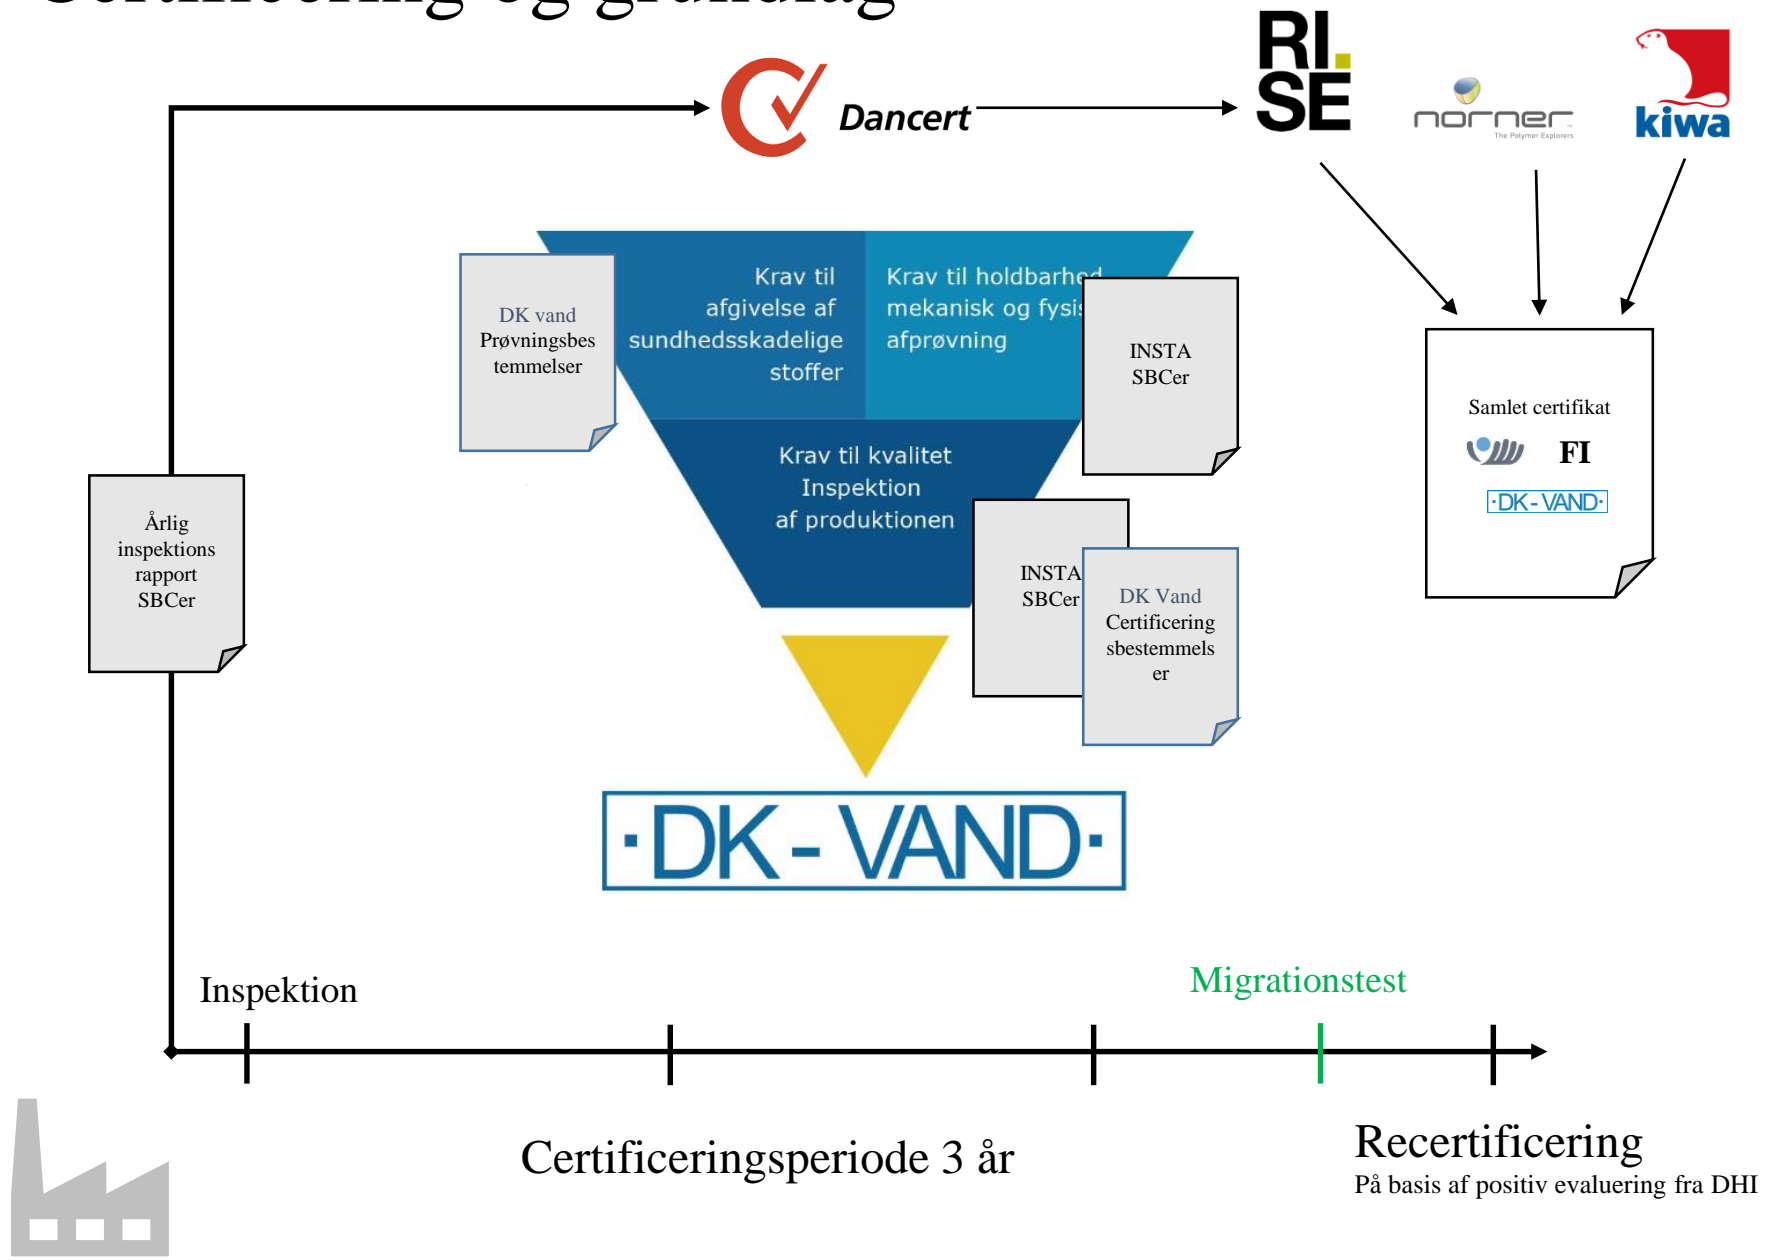 Certificering og grundlag
RI.
SE
Dancert
norner
The Polymer Explorers
kiwa
DK vand
Prøvningsbes
temmelser
Krav til
afgivelse af
sundhedsskadelige
stoffer
Krav til holdbarhed
mekanisk og fysis
afprøvning
INSTA
SBCer
Samlet certifikat
FI
·DK-VAND·
Krav til kvalitet
Inspektion
af produktionen
Årlig
inspektions
rapport
SBCer
INSTA
SBCer
DK Vand
Certificering
sbestemmels
er
·DK-VAND·
Inspektion
Migrationstest
Certificeringsperiode 3 år
Recertificering
På basis af positiv evaluering fra DHI